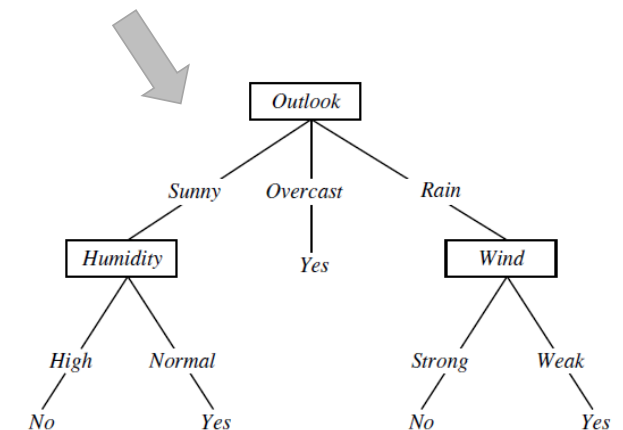 Outlook
Sunny Overcast Rain
Humidity Yes Wind
High Normal Strong Weak
No Yes No Yes